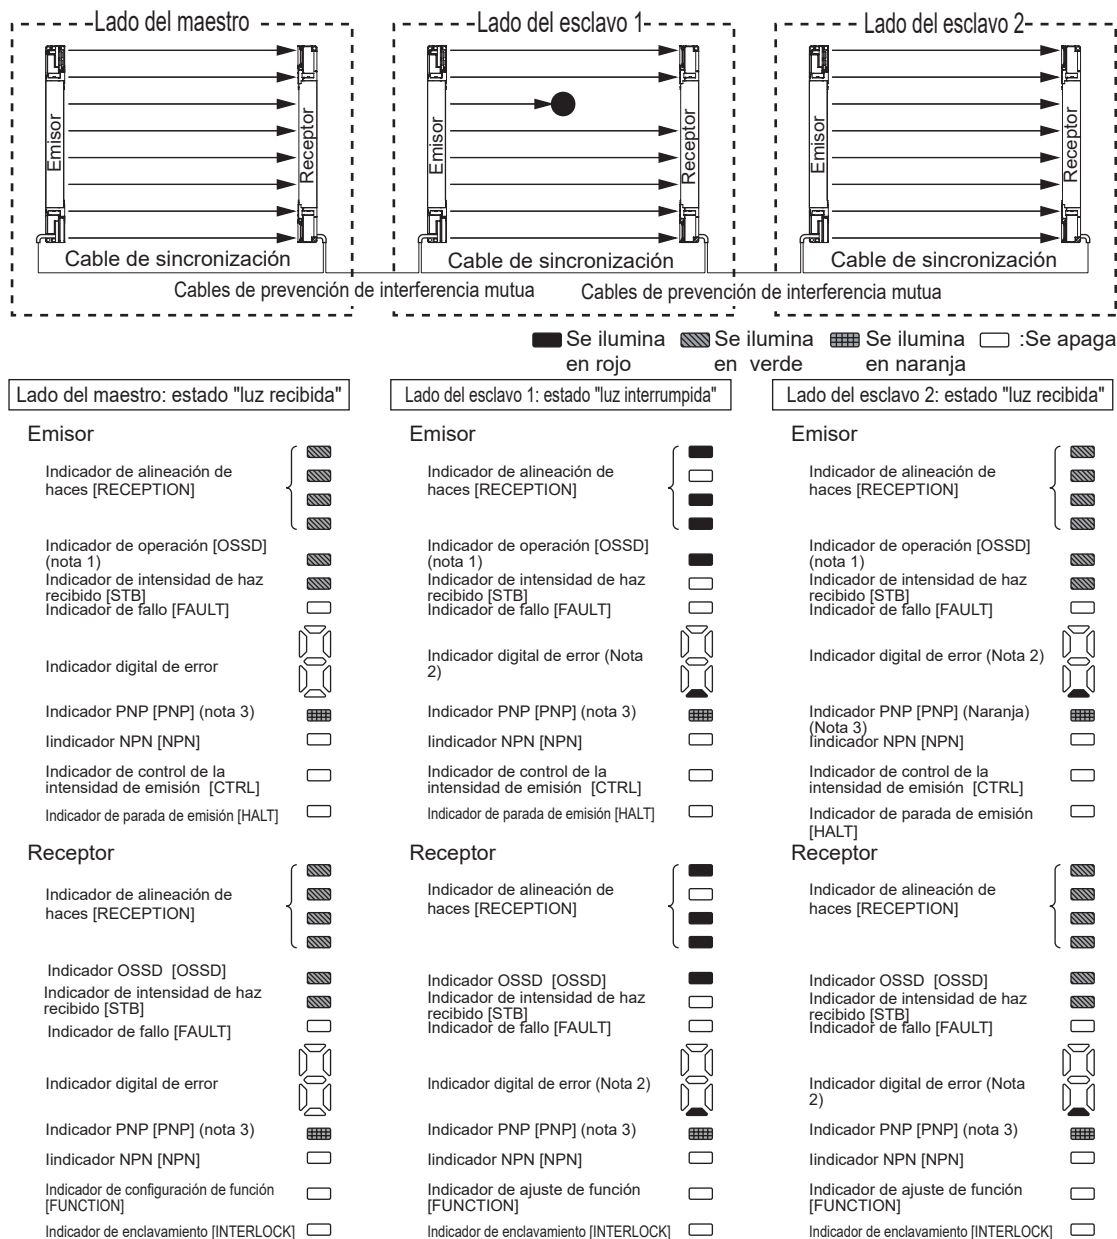 Lado del maestro
Emisor
Receptor
Cable de sincronización
Lado del esclavo 1
Emisor
Receptor
Cable de sincronización
Lado del esclavo 2
Emisor
Receptor
Cable de sincronización
Cables de prevención de interferencia mutua
Cables de prevención de interferencia mutua
Se ilumina
en rojo
Se ilumina
en verde
Se ilumina
en naranja
:Se apaga
Lado del maestro: estado "luz recibida"
Emisor
Indicador de alineación de
haces [RECEPTION]
Indicador de operación [OSSD]
(nota 1)
Indicador de intensidad de haz
recibido [STB]
Indicador de fallo [FAULT]
Indicador digital de error
Indicador PNP [PNP] (nota 3)
Iindicador NPN [NPN]
Indicador de control de la
intensidad de emisión [CTRL]
Indicador de parada de emisión [HALT]
Receptor
Indicador de alineación de
haces [RECEPTION]
Indicador OSSD [OSSD]
Indicador de intensidad de haz
recibido [STB]
Indicador de fallo [FAULT]
Indicador digital de error
Indicador PNP [PNP] (nota 3)
Iindicador NPN [NPN]
Indicador de configuración de función
[FUNCTION]
Indicador de enclavamiento [INTERLOCK]
Lado del esclavo 1: estado "luz interrumpida"
Emisor
Indicador de alineación de
haces [RECEPTION]
Indicador de operación [OSSD]
(nota 1)
Indicador de intensidad de haz
recibido [STB]
Indicador de fallo [FAULT]
Indicador digital de error (Nota
2)
Indicador PNP [PNP] (nota 3)
Iindicador NPN [NPN]
Indicador de control de la
intensidad de emisión [CTRL]
Indicador de parada de emisión [HALT]
Receptor
Indicador de alineación de
haces [RECEPTION]
Indicador OSSD [OSSD]
Indicador de intensidad de haz
recibido [STB]
Indicador de fallo [FAULT]
Indicador digital de error (Nota 2)
Indicador PNP [PNP] (nota 3)
Iindicador NPN [NPN]
Indicador de ajuste de función
[FUNCTION]
Indicador de enclavamiento [INTERLOCK]
Lado del esclavo 2: estado "luz recibida"
Emisor
Indicador de alineación de
haces [RECEPTION]
Indicador de operación [OSSD]
(nota 1)
Indicador de intensidad de haz
recibido [STB]
Indicador de fallo [FAULT]
Indicador digital de error (Nota 2)
Indicador PNP [PNP] (Naranja)
(Nota 3)
Iindicador NPN [NPN]
Indicador de control de la
intensidad de emisión [CTRL]
Indicador de parada de emisión
[HALT]
Receptor
Indicador de alineación de
haces [RECEPTION]
Indicador OSSD [OSSD]
Indicador de intensidad de haz
recibido [STB]
Indicador de fallo [FAULT]
Indicador digital de error (Nota
2)
Indicador PNP [PNP] (nota 3)
Iindicador NPN [NPN]
Indicador de ajuste de función
[FUNCTION]
Indicador de enclavamiento [INTERLOCK]